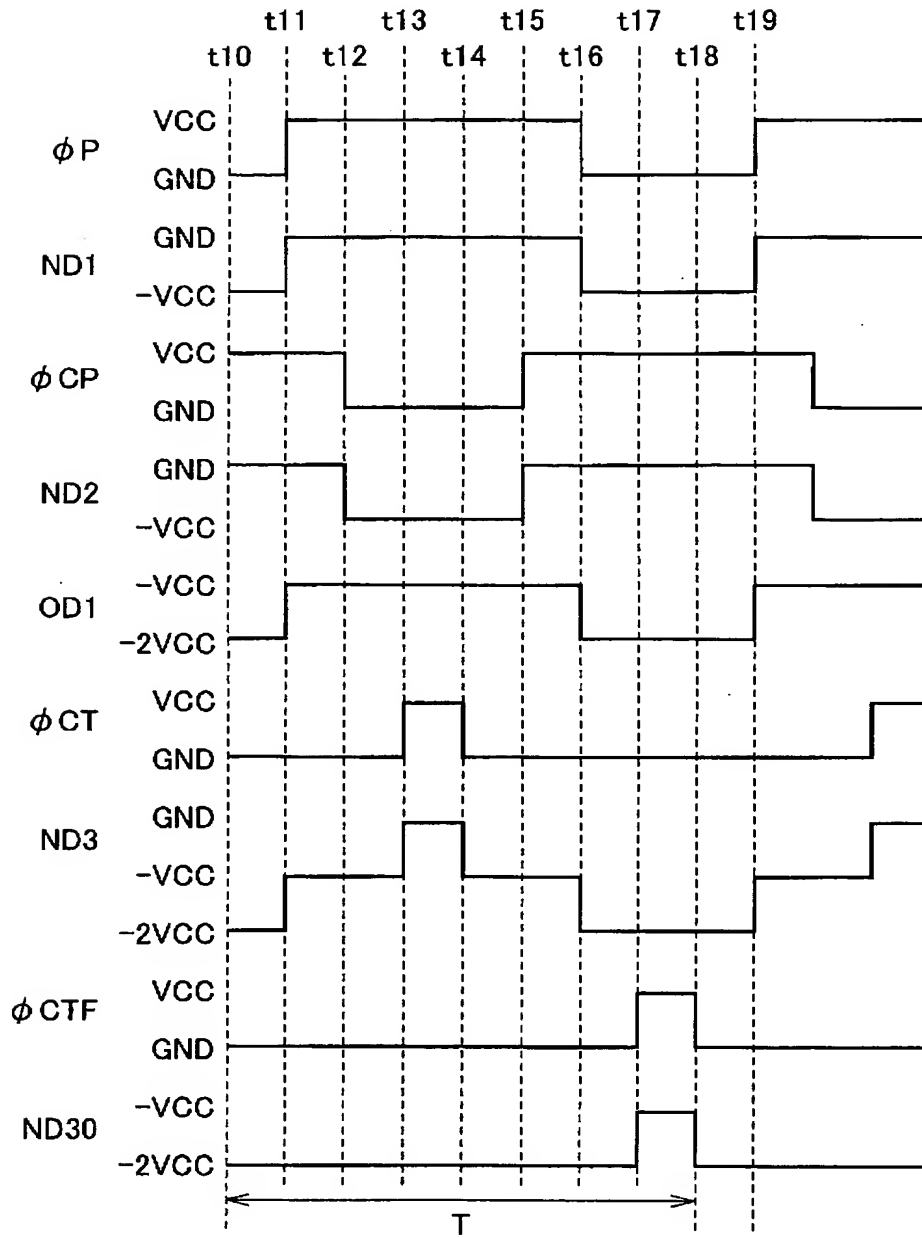 t11 t13 t15 t17 t19
t10 t12 t14 t16 t18
VCC
φP
GND
GND
ND1
-VCC
VCC
φCP
GND
GND
ND2
-VCC
-VCC
OD1
-2VCC
VCC
φCT
GND
GND
ND3
-VCC
-2VCC
VCC
φCTF
GND
-VCC
ND30
-2VCC
T